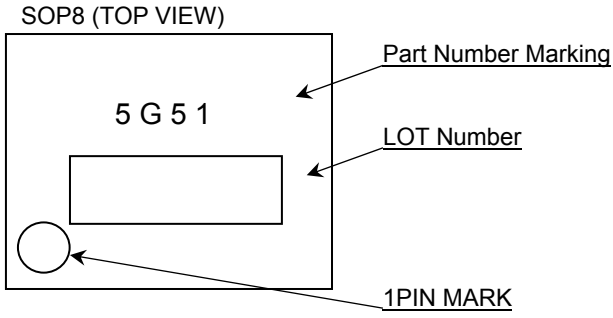 SOP8 (TOP VIEW)
Part Number Marking
5 G 5 1
LOT Number
1PIN MARK